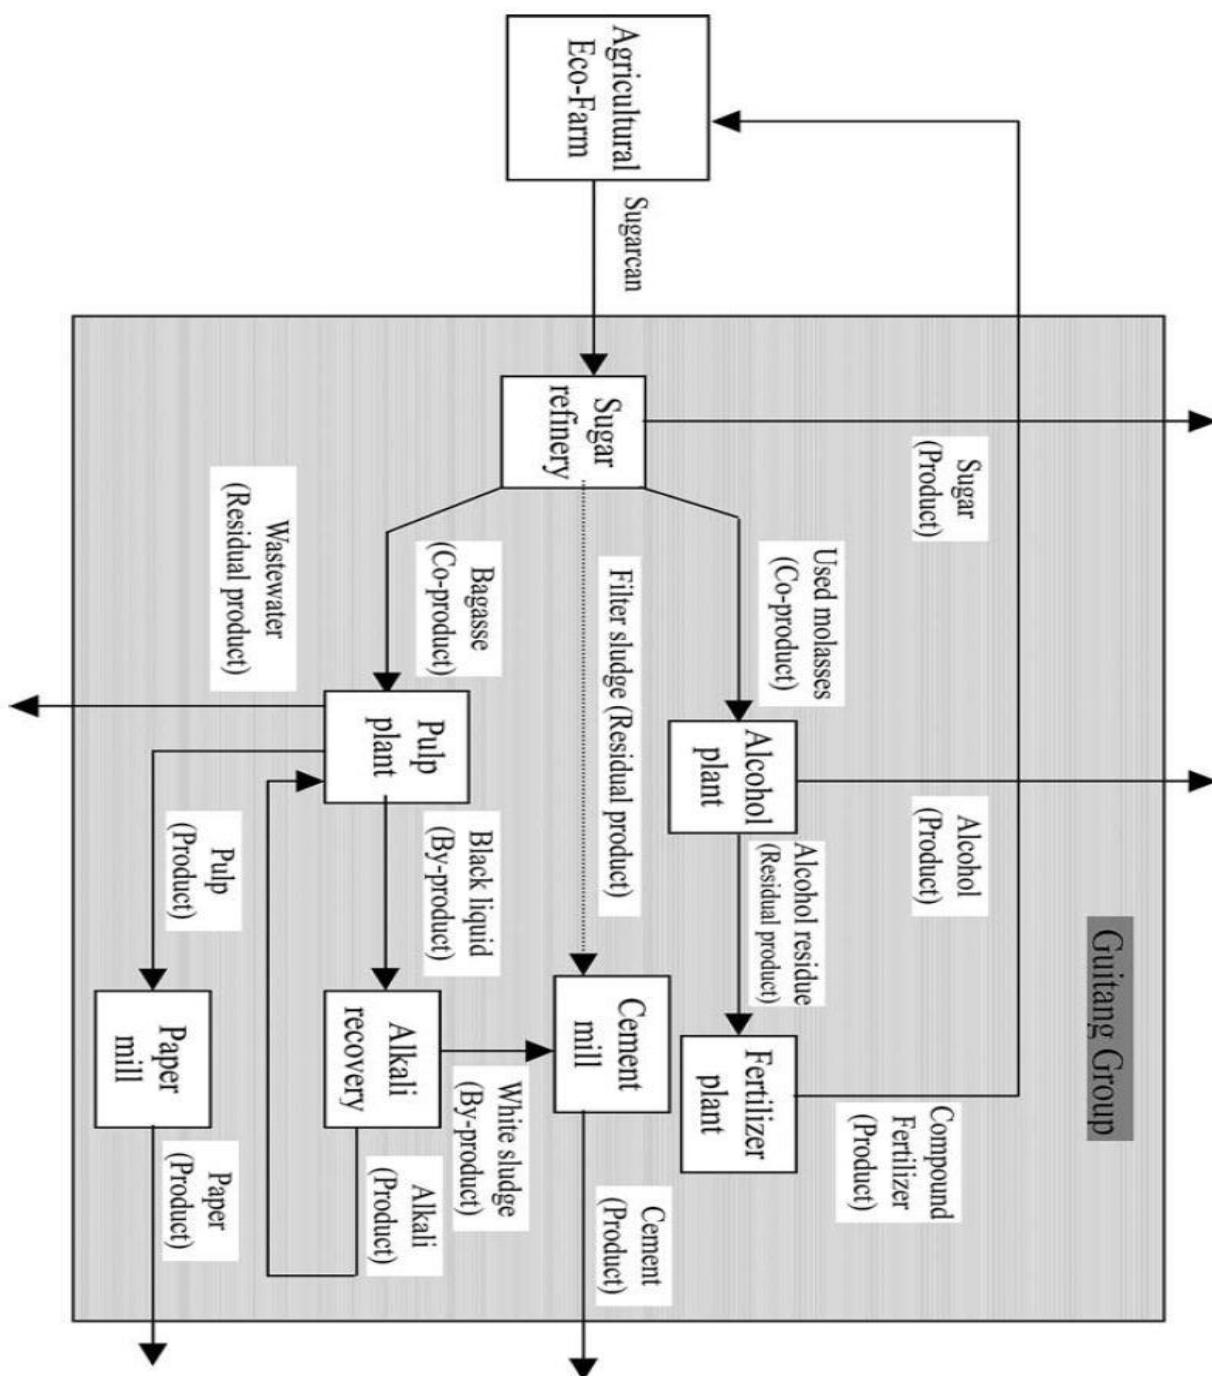 Agricultural
Eco-Farm
Sugarcan
Guitang Group
Sugar
(Product)
Alcohol
(Product)
Compound
Fertilizer
(Product)
Used molasses
(Co-product)
Alcohol
plant
Alcohol residue
(Residual product)
Fertilizer
plant
Sugar
refinery
Filter sludge (Residual product)
Cement
mill
Cement
(Product)
Bagasse
(Co-product)
Pulp
plant
Black liquid
(By-product)
Alkali
recovery
White sludge
(By-product)
Alkali
(Product)
Wastewater
(Residual product)
Pulp
(Product)
Paper
mill
Paper
(Product)